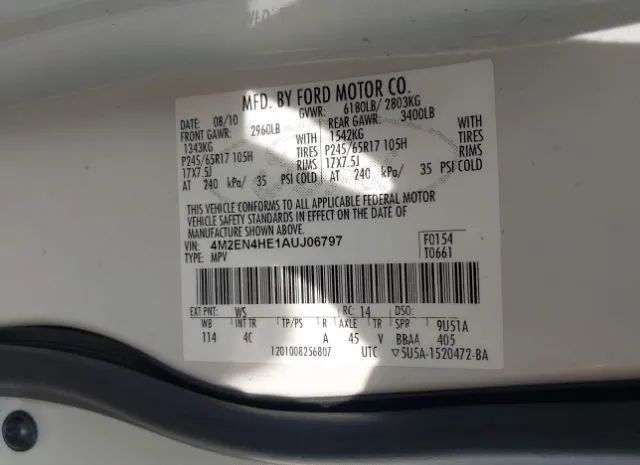 MFD. BY FORD MOTOR CO.
DATE: 08/10 GVWR: 6180LB/ 2803KG
FRONT GAWR: 2960LB REAR GAWR: 3400LB
1343KG WITH 1542KG WITH
P245/65R17 105H TIRES P245/65R17 105H TIRES
17X7.5J RIMS 17X7.5J RIMS
AT 240 kPa/ 35 PSI COLD AT 240 kPa/ 35 PSI COLD
THIS VEHICLE CONFORMS TO ALL APPLICABLE FEDERAL MOTOR
VEHICLE SAFETY STANDARDS IN EFFECT ON THE DATE OF
MANUFACTURE SHOWN ABOVE.
VIN: 4M2EN4HE1AUJ06797 F0154
TYPE: MPV T0661
EXT PNT: WS RC: 14 DSO:
WB INT TR TP/PS R AXLE TR SPR 9U51A
114 4C A 45 V BBAA 405
1201008256807 UTC ▽5U5A-1520472-BA